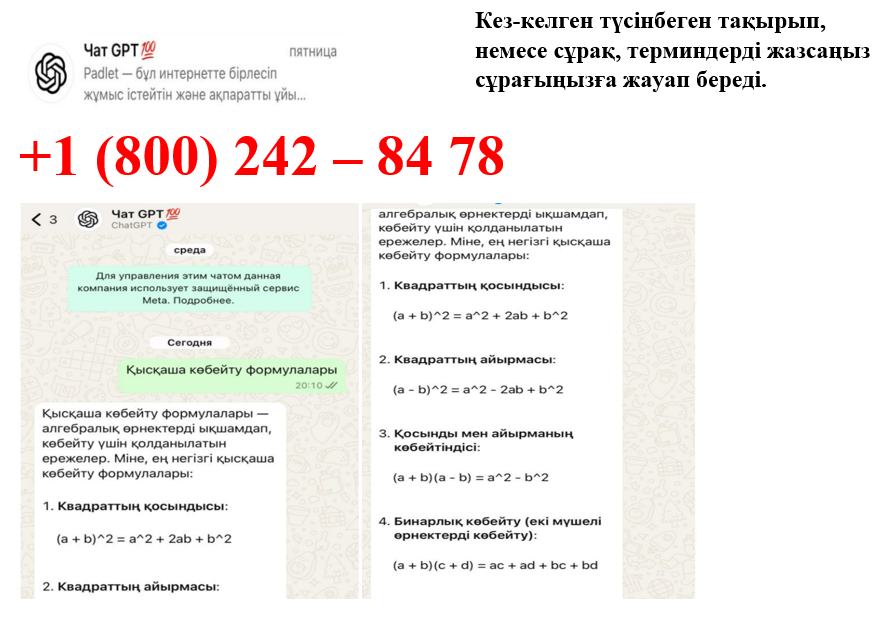 Чат GPT💯
пятница
Padlet — бұл интернетте бірлесіп
жұмыс істейтін және ақпаратты ұйы...
Кез-келген түсінбеген тақырып,
немесе сұрақ, терминдерді жазсаңыз
сұрағыңызға жауап береді.
+1 (800) 242 – 84 78
3
Чат GPT💯
ChatGPT
среда
Для управления этим чатом данная
компания использует защищённый сервис
Meta. Подробнее.
Сегодня
Қысқаша көбейту формулалары
20:10
Қысқаша көбейту формулалары —
алгебралық өрнектерді ықшамдап,
көбейту үшін қолданылатын
ережелер. Міне, ең негізгі қысқаша
көбейту формулалары:
1. Квадраттың қосындысы:
(a + b)^2 = a^2 + 2ab + b^2
2. Квадраттың айырмасы:
алгебралық өрнектерді ықшамдап,
көбейту үшін қолданылатын
ережелер. Міне, ең негізгі қысқаша
көбейту формулалары:
1. Квадраттың қосындысы:
(a + b)^2 = a^2 + 2ab + b^2
2. Квадраттың айырмасы:
(a - b)^2 = a^2 - 2ab + b^2
3. Қосынды мен айырманың
көбейтіндісі:
(a + b)(a - b) = a^2 - b^2
4. Бинарлық көбейту (екі мүшелі
өрнектерді көбейту):
(a + b)(c + d) = ac + ad + bc + bd